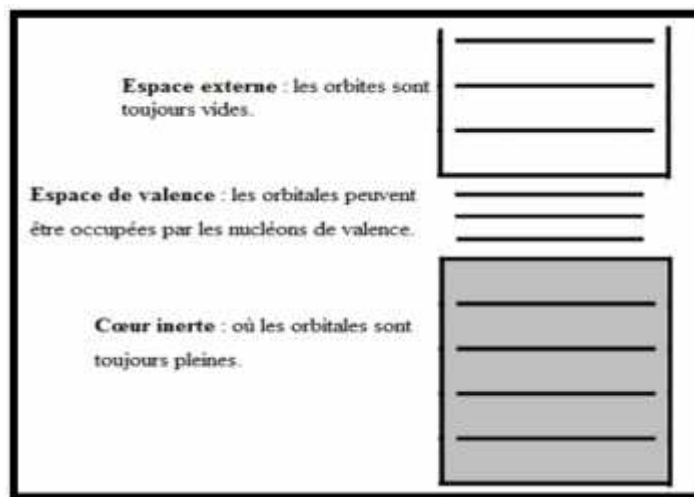 Espace externe : les orbites sont
toujours vides.
Espace de valence : les orbitales peuvent
être occupées par les nucléons de valence.
Cœur inerte : où les orbitales sont
toujours pleines.